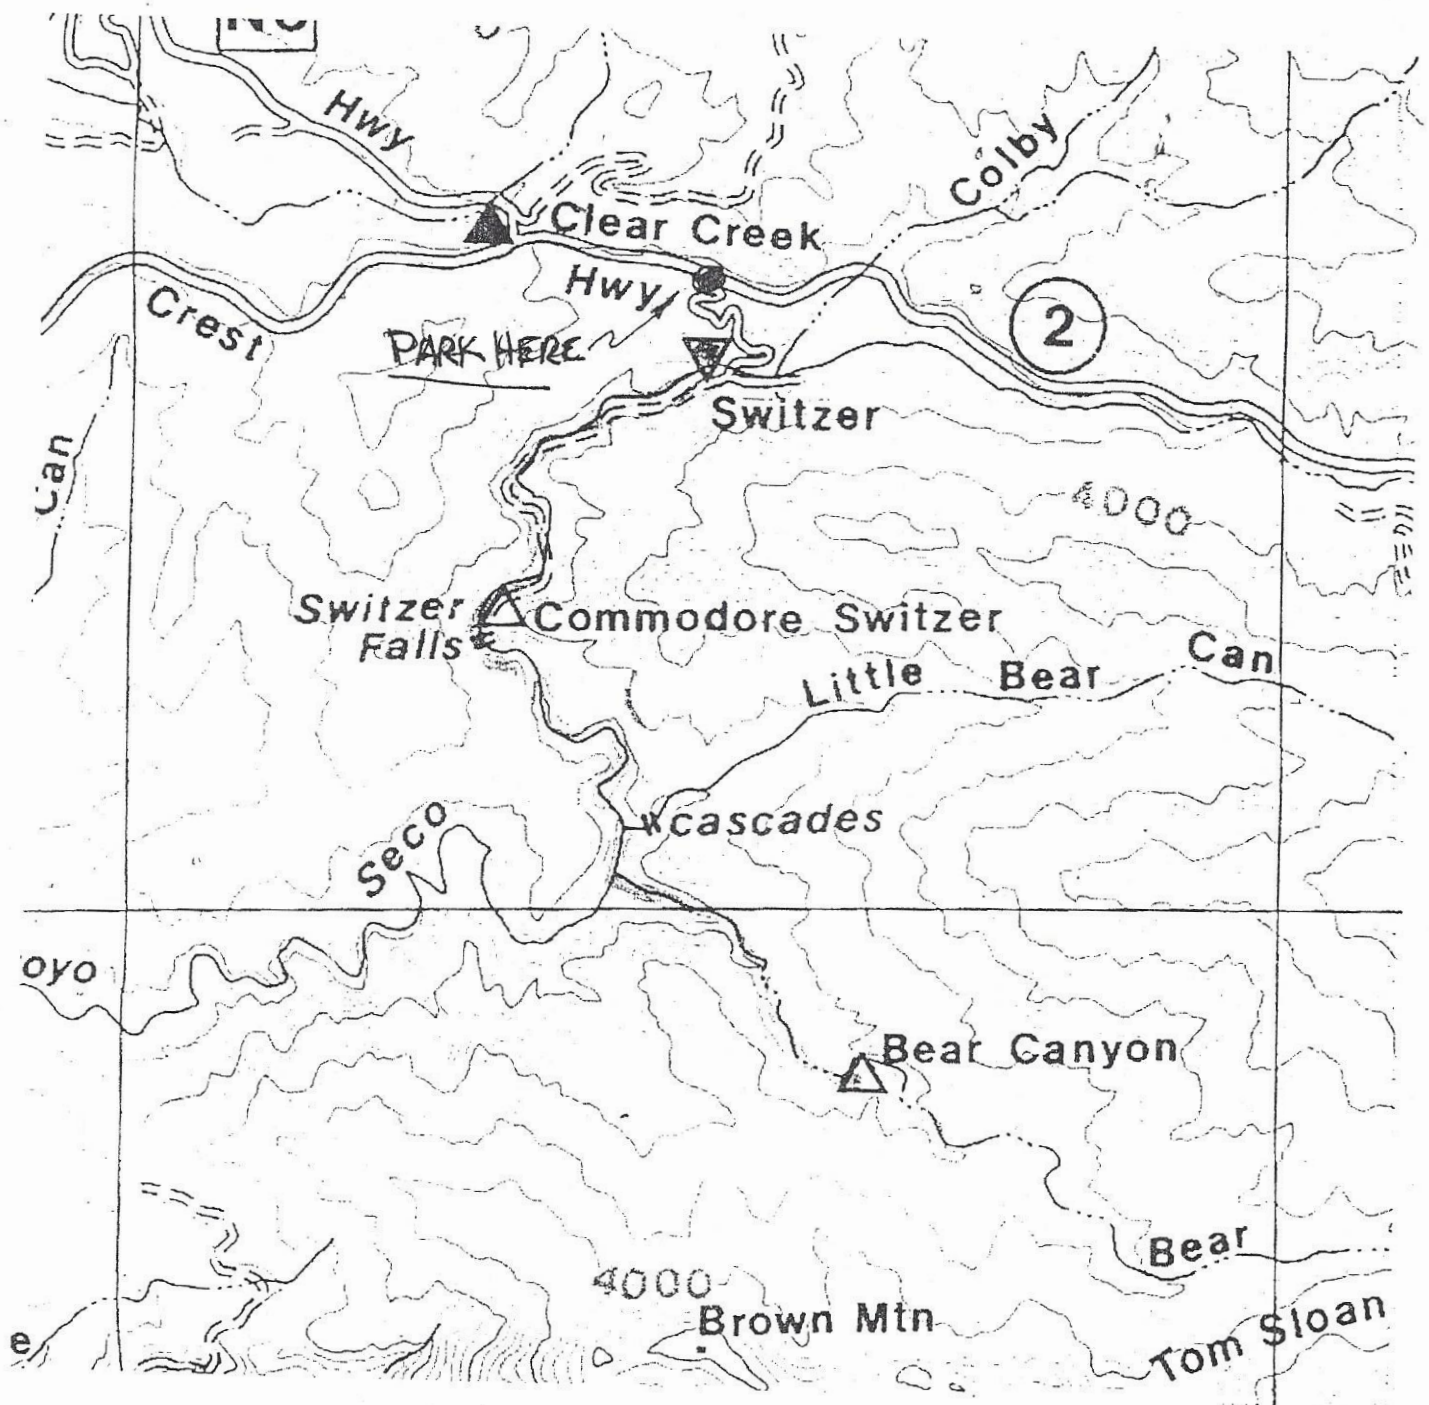 Hwy
Colby
Clear Creek
Hwy
Crest
2
PARK HERE
Switzer
Can
4000
Switzer
Falls
Commodore Switzer
Little Bear Can
cascades
Seco
oyo
Bear Canyon
Bear
4000
Brown Mtn
Tom Sloan
e